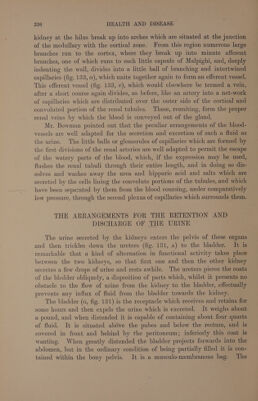 336 HEALTH AND DISEASE
kidney at the hilus break up into arches which are situated at the junction
of the medullary with the cortical zone. From this region numerous large
branches run to the cortex, where they break up into minute afferent
branches, one of which runs to each little capsule of Malpighi, and, deeply
indenting the wall, divides into a little ball of branching and intertwined
capillaries (fig. 133, o), which unite together again to form an efferent vessel.
This efferent vessel (fig. 133, e), which would elsewhere be termed a vein,
after a short course again divides, as before, like an artery into a net-work
of capillaries which are distributed over the outer side of the cortical and
convoluted portion of the renal tubules. These, reuniting, form the proper
renal veins by which the blood is conveyed out of the gland.
Mr. Bowman pointed out that the peculiar arrangements of the blood-
vessels are well adapted for the secretion and excretion of such a fluid as
the urine. The little balls or glomerules of capillaries which are formed by
the first divisions of the renal arteries are well adapted to permit the escape
of the watery parts of the blood, which, if the expression may be used,
flushes the renal tubuli through their entire length, and in doing so dis-
solves and washes away the urea and hippuric acid and salts which are
secreted by the cells lining the convolute portions of the tubules, and which
have been separated by them from the blood coursing, under comparatively
low pressure, through the second plexus of capillaries which surrounds them.
THE ARRANGEMENTS FOR THE RETENTION AND
DISCHARGE OF THE URINE
The urine secreted by the kidneys enters the pelvis of these organs
and then trickles down the ureters (fig. 131, a) to the bladder. It is
remarkable that a kind of alternation in functional activity takes place
between the two kidneys, so that first one and then the other kidney
secretes a few drops of urine and rests awhile. The ureters pierce the coats
of the bladder obliquely, a disposition of parts which, whilst it presents no
obstacle to the flow of urine from the kidney to the bladder, effectually
prevents any influx of fluid from the bladder towards the kidney.
The bladder (o, fig. 131) is the receptacle which receives and retains for
some hours and then expels the urine which is excreted. It weighs about
a pound, and when distended it is capable of containing about four quarts
of fluid. It is situated above the pubes and below the rectum, and is
covered in front and behind by the peritoneum; inferiorly this coat is
wanting. When greatly distended the bladder projects forwards into the
abdomen, but in the ordinary condition of being partially filled it is con-
tained within the bony pelvis. It is a musculo-membranous bag. The